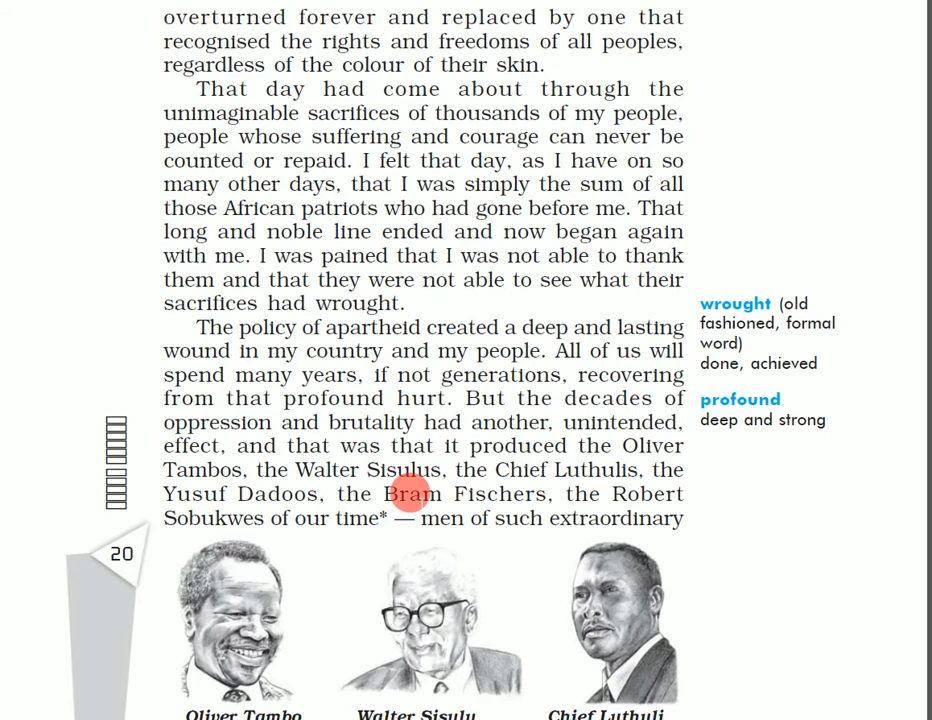 overturned forever and replaced by one that
recognised the rights and freedoms of all peoples,
regardless of the colour of their skin.
That day had come about through the
unimaginable sacrifices of thousands of my people,
people whose suffering and courage can never be
counted or repaid. I felt that day, as I have on so
many other days, that I was simply the sum of all
those African patriots who had gone before me. That
long and noble line ended and now began again
with me. I was pained that I was not able to thank
them and that they were not able to see what their
sacrifices had wrought.
The policy of apartheid created a deep and lasting
wound in my country and my people. All of us will
spend many years, if not generations, recovering
from that profound hurt. But the decades of
oppression and brutality had another, unintended,
effect, and that was that it produced the Oliver
Tambos, the Walter Sisulus, the Chief Luthulis, the
Yusuf Dadoos, the Bram Fischers, the Robert
Sobukwes of our time* — men of such extraordinary
wrought (old
fashioned, formal
word)
done, achieved
profound
deep and strong
20
Oliver Tambo
Walter Sisulu
Chief Luthuli